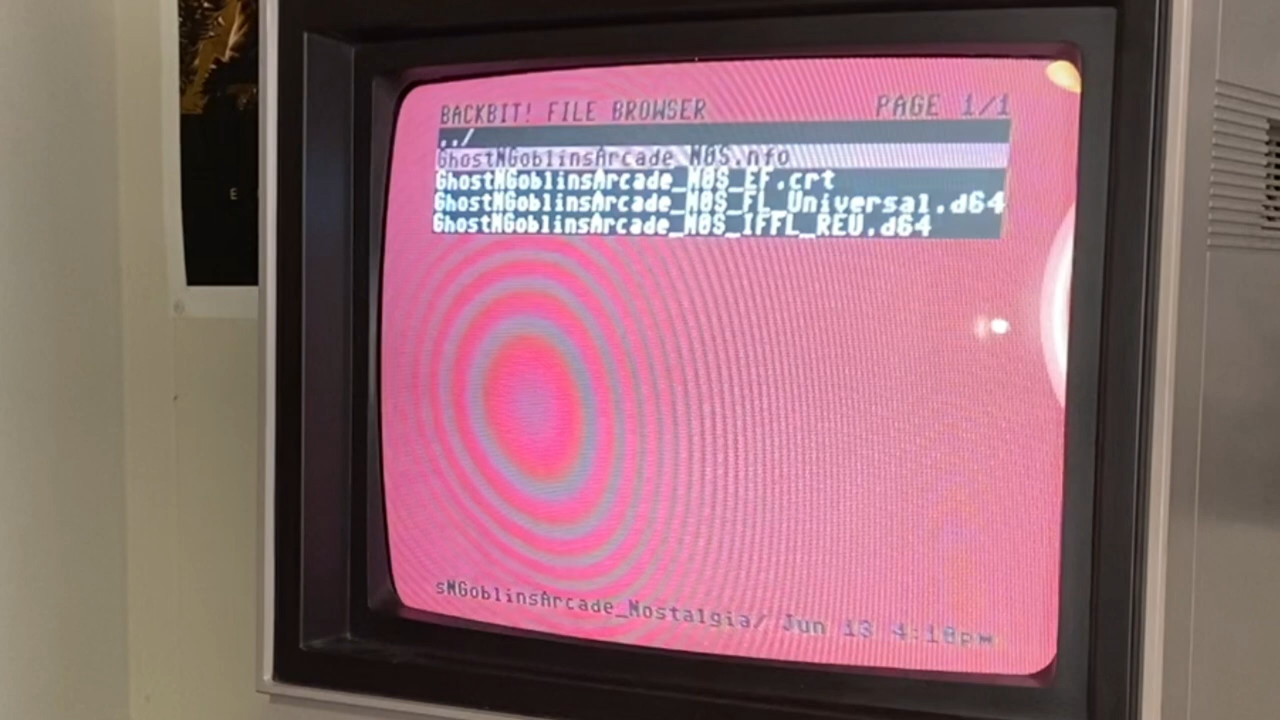 BACKBIT! FILE BROWSER PAGE 1/1
../
GhostNGoblinsArcade_N0S.nfo
GhostNGoblinsArcade_N0S_EF.crt
GhostNGoblinsArcade_N0S_FL_Universal.d64
GhostNGoblinsArcade_N0S_IFFL_REU.d64
sNGoblinsArcade_Nostalgia/ Jun 13 4:18pm
E